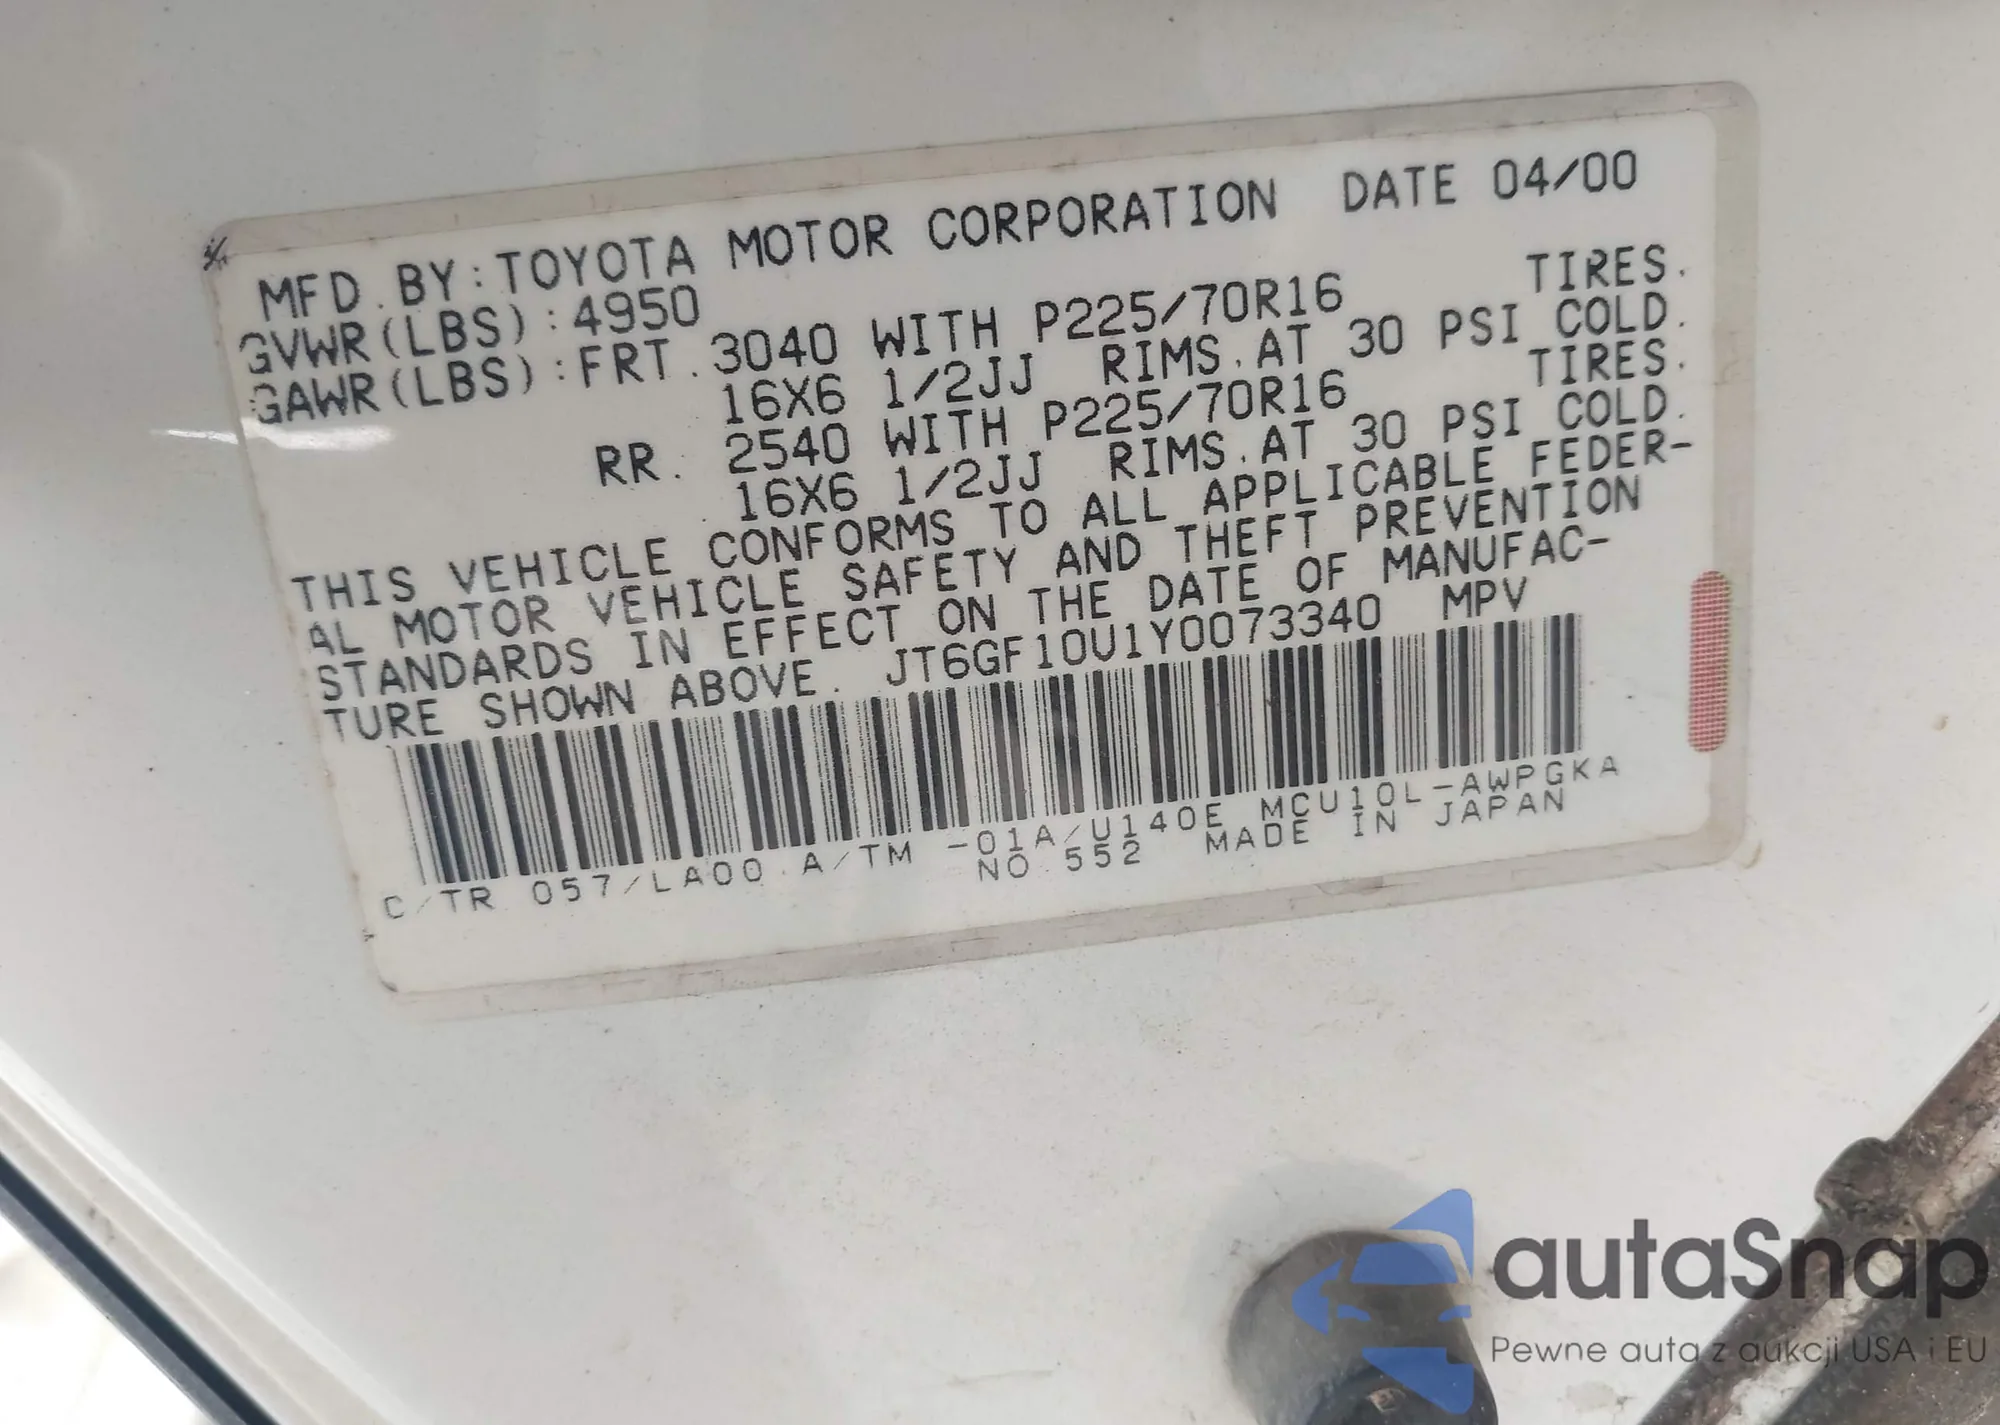 MFD. BY: TOYOTA MOTOR CORPORATION DATE 04/00
GVWR(LBS):4950
GAWR(LBS):FRT. 3040 WITH P225/70R16 TIRES.
16X6 1/2JJ RIMS.AT 30 PSI COLD.
RR. 2540 WITH P225/70R16 TIRES.
16X6 1/2JJ RIMS.AT 30 PSI COLD.
THIS VEHICLE CONFORMS TO ALL APPLICABLE FEDER-
AL MOTOR VEHICLE SAFETY AND THEFT PREVENTION
STANDARDS IN EFFECT ON THE DATE OF MANUFAC-
TURE SHOWN ABOVE. JT6GF10U1Y0073340 MPV
C/TR 057/LA00 A/TM -01A/U140E MCU10L-AWPGKA
NO.552 MADE IN JAPAN
autaSnap
Pewne auta z aukcji USA i EU